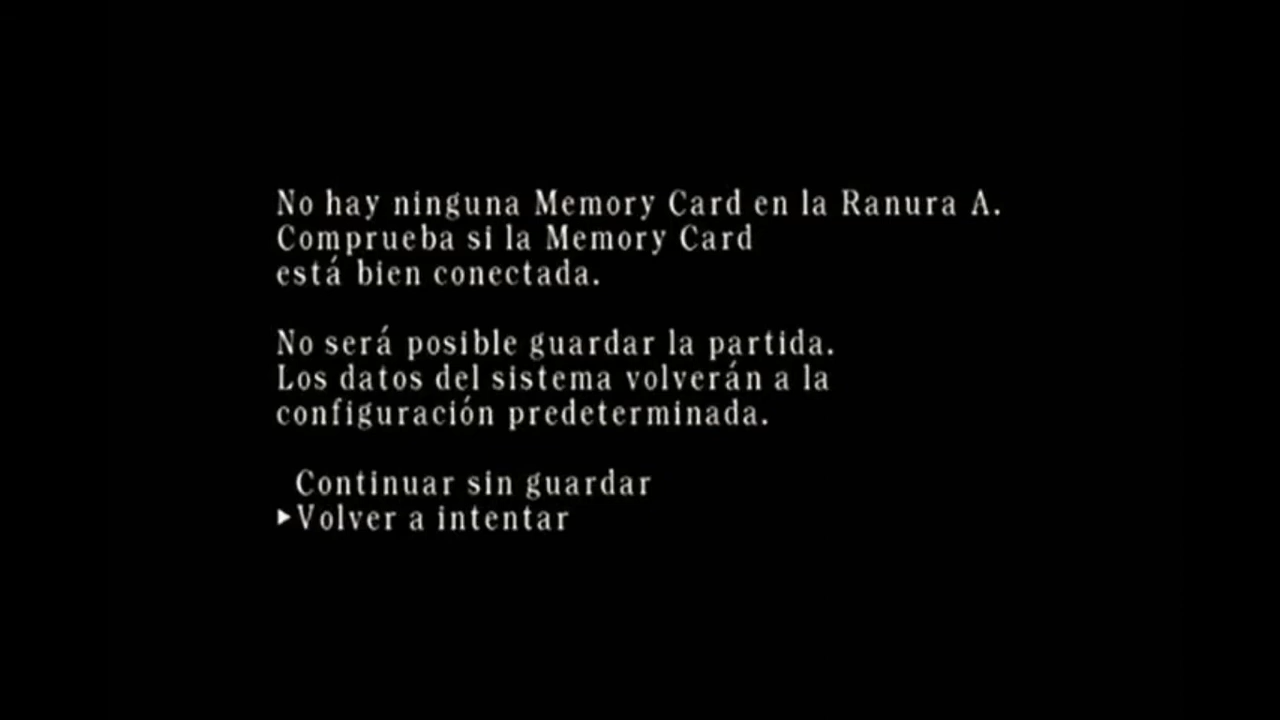 No hay ninguna Memory Card en la Ranura A.
Comprueba si la Memory Card
está bien conectada.
No será posible guardar la partida.
Los datos del sistema volverán a la
configuración predeterminada.
Continuar sin guardar
▶Volver a intentar